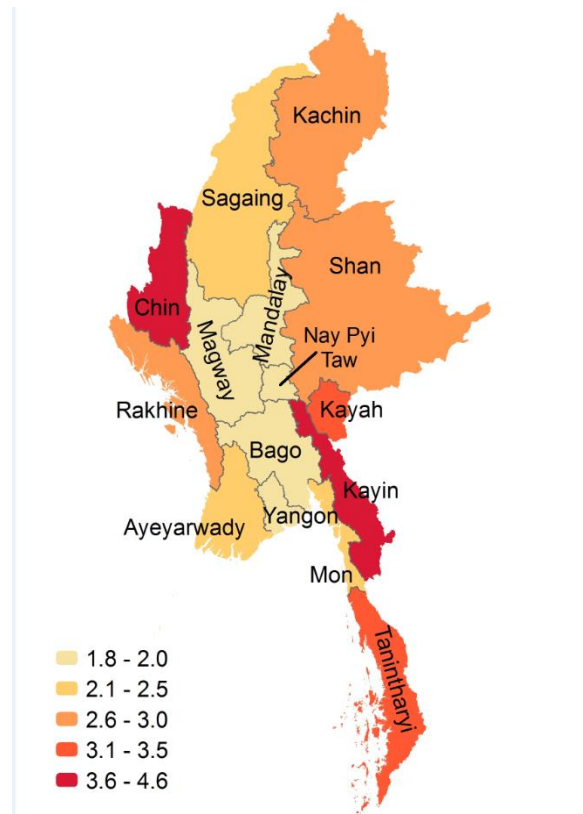 Kachin
Sagaing
Shan
Chin
Mandalay
Magway
Nay Pyi
Taw
Rakhine
Kayah
Bago
Kayin
Yangon
Ayeyarwady
Mon
Tanintharyi
1.8 - 2.0
2.1 - 2.5
2.6 - 3.0
3.1 - 3.5
3.6 - 4.6